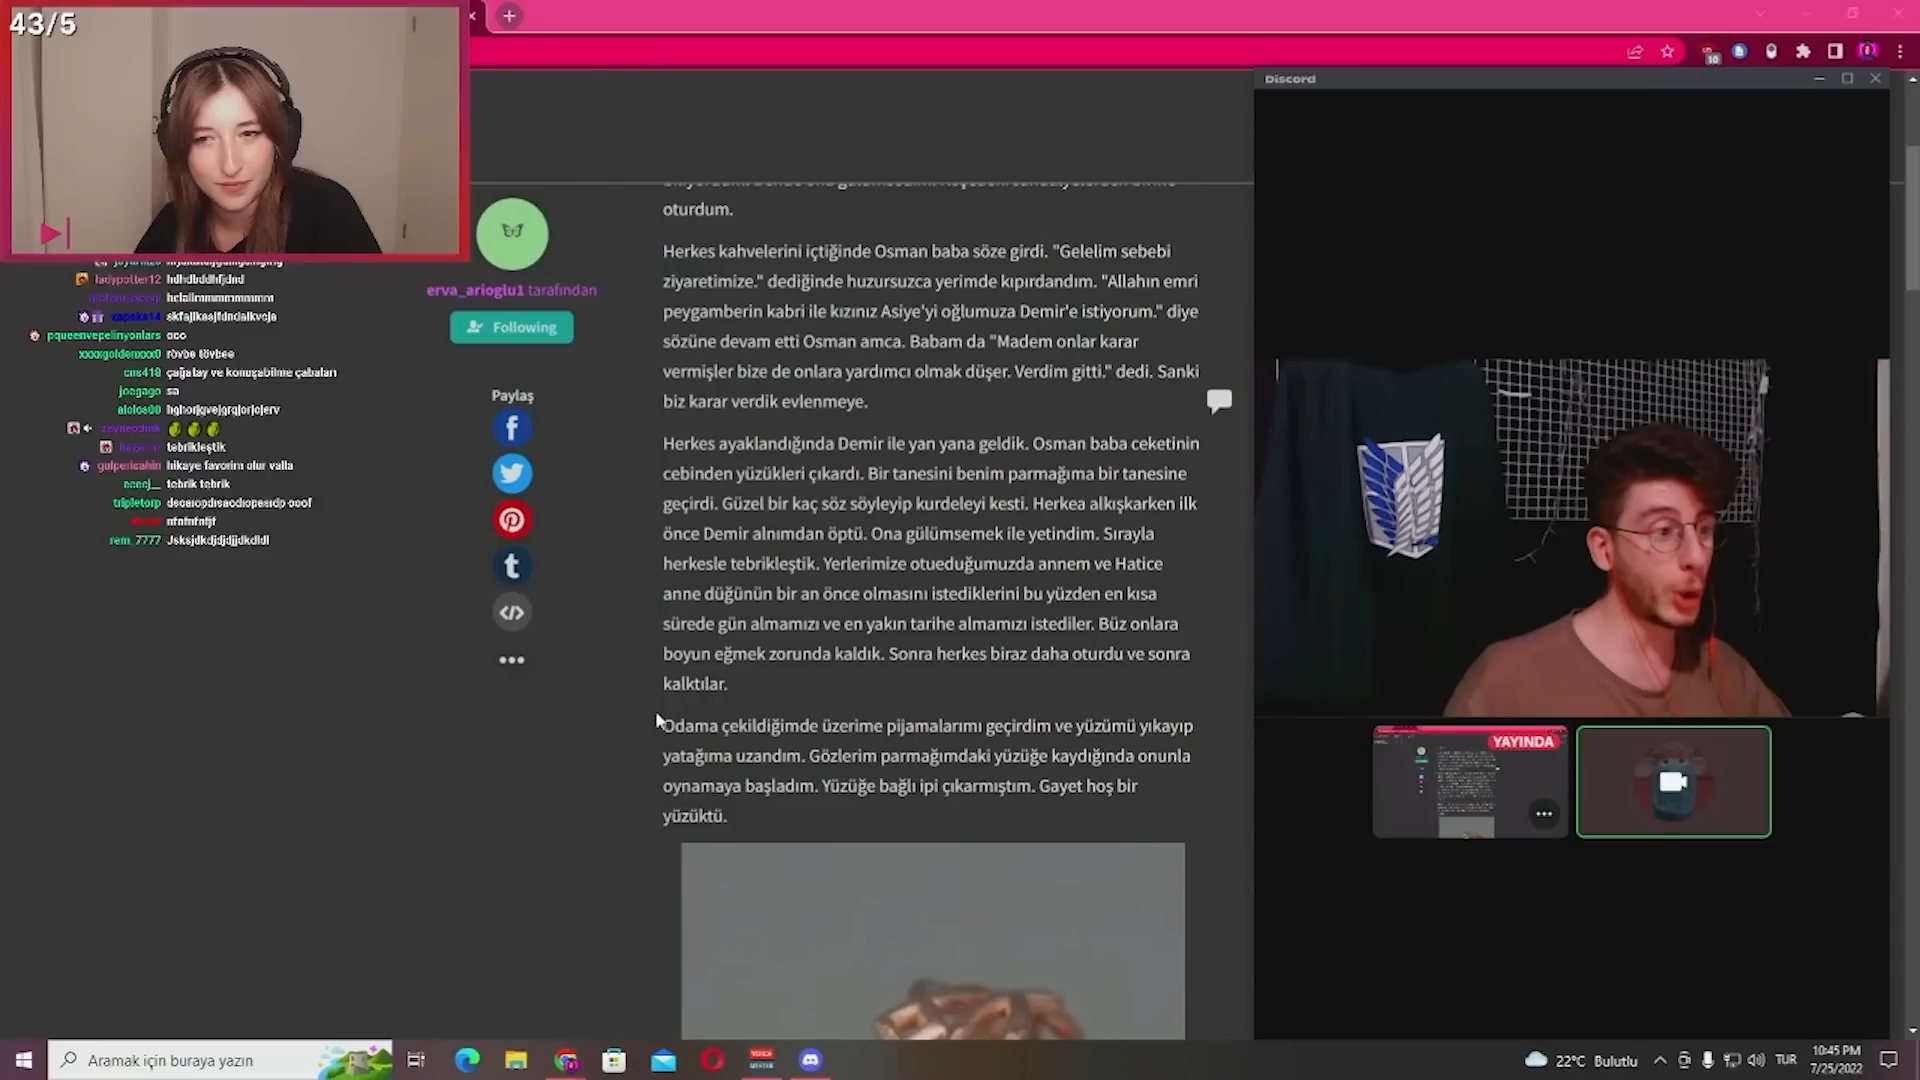 43/5
Discord
oturdum.
erva_arioglu1 tarafından
Following
Paylaş
Herkes kahvelerini içtiğinde Osman baba söze girdi. "Gelelim sebebi
ziyaretimize." dediğinde huzursuzca yerimde kıpırdandım. "Allahın emri
peygamberin kabri ile kızınız Asiye'yi oğlumuza Demir'e istiyorum." diye
sözüne devam etti Osman amca. Babam da "Madem onlar karar
vermişler bize de onlara yardımcı olmak düşer. Verdim gitti." dedi. Sanki
biz karar verdik evlenmeye.
Herkes ayaklandığında Demir ile yan yana geldik. Osman baba ceketinin
cebinden yüzükleri çıkardı. Bir tanesini benim parmağıma bir tanesine
geçirdi. Güzel bir kaç söz söyleyip kurdeleyi kesti. Herkea alkışkarken ilk
önce Demir alnımdan öptü. Ona gülümsemek ile yetindim. Sırayla
herkesle tebrikleştik. Yerlerimize otueduğumuzda annem ve Hatice
anne düğünün bir an önce olmasını istediklerini bu yüzden en kısa
sürede gün almamızı ve en yakın tarihe almamızı istediler. Büz onlara
boyun eğmek zorunda kaldık. Sonra herkes biraz daha oturdu ve sonra
kalktılar.
Odama çekildiğimde üzerime pijamalarımı geçirdim ve yüzümü yıkayıp
yatağıma uzandım. Gözlerim parmağımdaki yüzüğe kaydığında onunla
oynamaya başladım. Yüzüğe bağlı ipi çıkarmıştım. Gayet hoş bir
yüzüktü.
ladypotter12 hdhdbddhfjdnd
pqueenvepelinyonlars
xxxxgoldenxxx0 rövbe tövbee
cns418 çağatay ve konuşabilme çabaları
joegago sa
tebrikleştik
gulperisahin hikaye favorim olur valla
ececj__ tebrik tebrik
tripletorp
rem_7777 Jsksjdkdjdjdjjdkdldl
YAYINDA
Aramak için buraya yazın
22°C Bulutlu
TUR
10:45 PM
7/25/2022